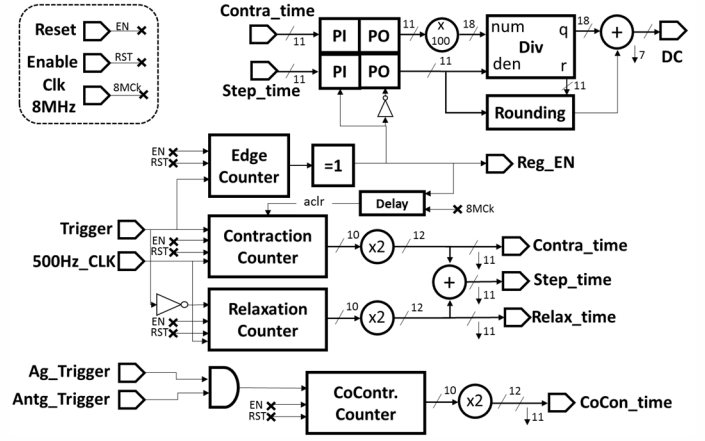 Reset EN
Enable RST
Clk 8MHz 8MCk
Contra_time 11 PI PO 11 x 100 18 num q 18 + 7 DC
Div
Step_time 11 PI PO 11 den r 11
Rounding
EN
RST
Edge Counter =1 Reg_EN
aclr Delay 8MCk
Trigger
EN
RST
500Hz_CLK
Contraction Counter 10 x2 12 11 Contra_time
+ 11 Step_time
EN
RST
Relaxation Counter 10 x2 12 11 Relax_time
Ag_Trigger
Antg_Trigger
EN
RST
CoContr. Counter 10 x2 12 11 CoCon_time